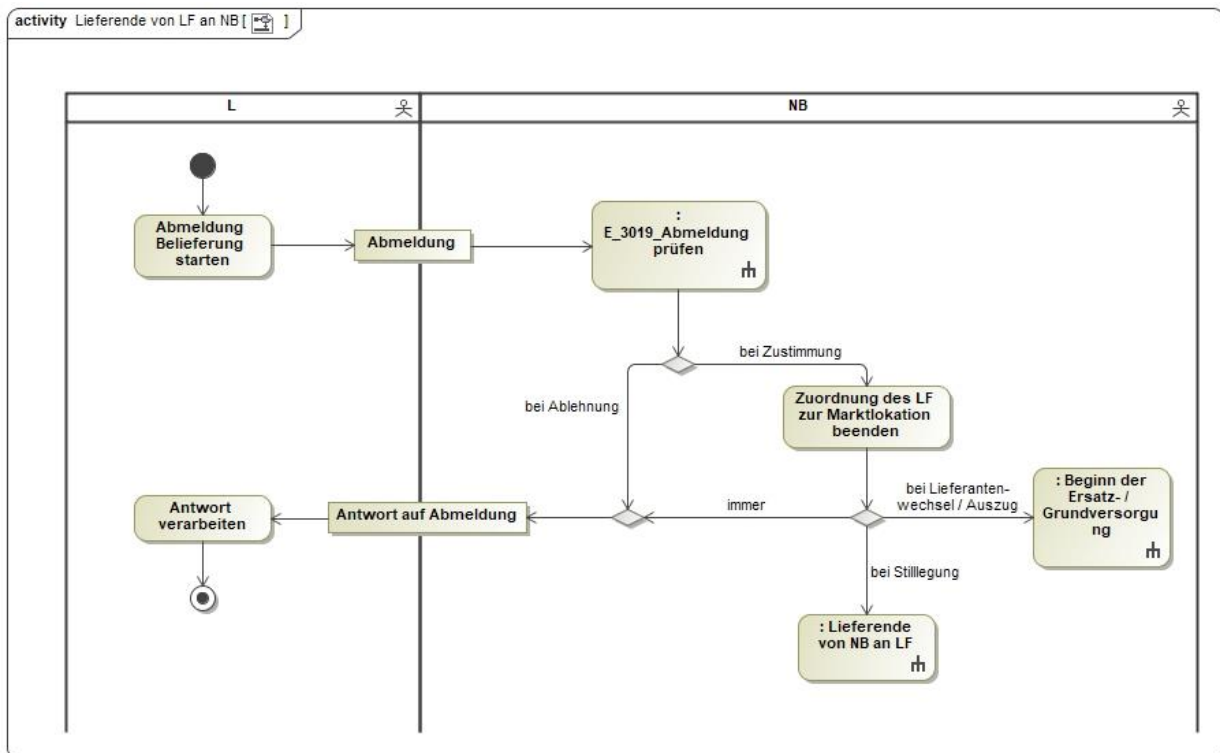 activity Lieferende von LF an NB [ ]
L
NB
Abmeldung
Belieferung
starten
Abmeldung
:
E_3019_Abmeldung
prüfen
bei Zustimmung
bei Ablehnung
Zuordnung des LF
zur Marktlokation
beenden
Antwort
verarbeiten
Antwort auf Abmeldung
immer
bei Lieferanten-
wechsel / Auszug
: Beginn der
Ersatz- /
Grundversorgu
ng
bei Stilllegung
: Lieferende
von NB an LF